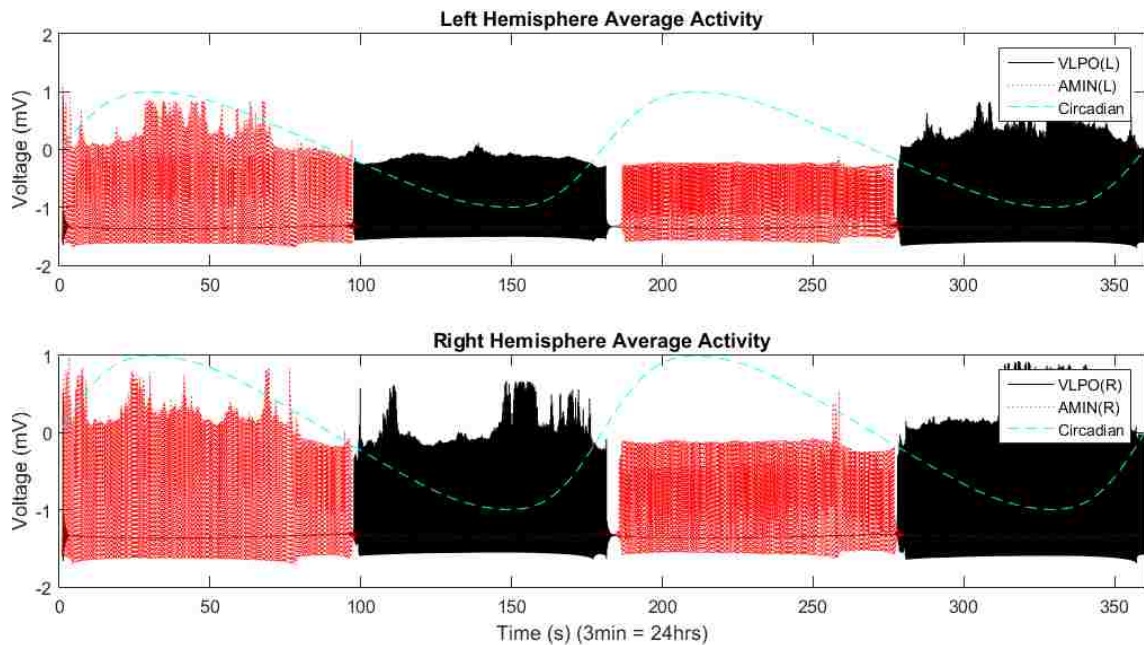 Left Hemisphere Average Activity
2
1
0
-1
-2
Voltage (mV)
VLPO(L)
AMIN(L)
Circadian
0 50 100 150 200 250 300 350
Right Hemisphere Average Activity
1
0
-1
-2
Voltage (mV)
VLPO(R)
AMIN(R)
Circadian
0 50 100 150 200 250 300 350
Time (s) (3min = 24hrs)